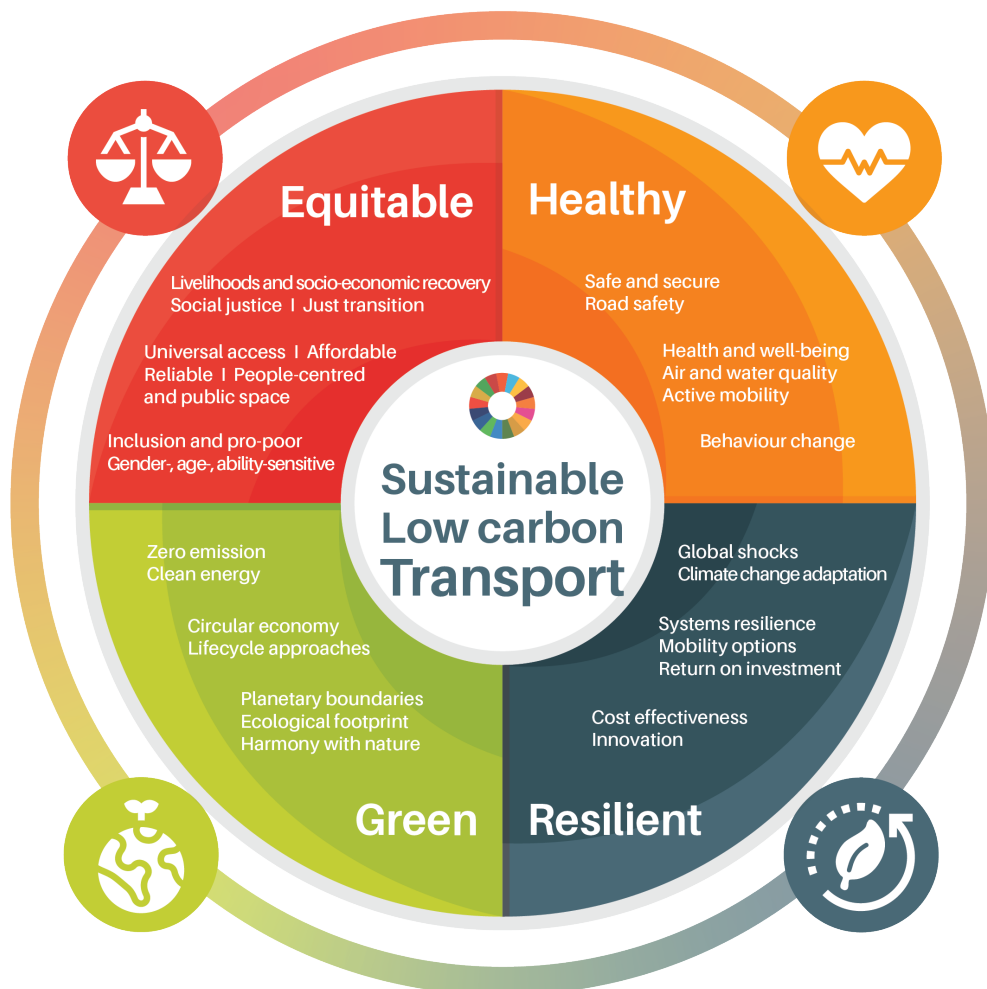 Equitable
Livelihoods and socio-economic recovery
Social justice I Just transition
Universal access I Affordable
Reliable I People-centred
and public space
Inclusion and pro-poor
Gender-, age-, ability-sensitive
Healthy
Safe and secure
Road safety
Health and well-being
Air and water quality
Active mobility
Behaviour change
Sustainable
Low carbon
Transport
Zero emission
Clean energy
Circular economy
Lifecycle approaches
Planetary boundaries
Ecological footprint
Harmony with nature
Green
Global shocks
Climate change adaptation
Systems resilience
Mobility options
Return on investment
Cost effectiveness
Innovation
Resilient